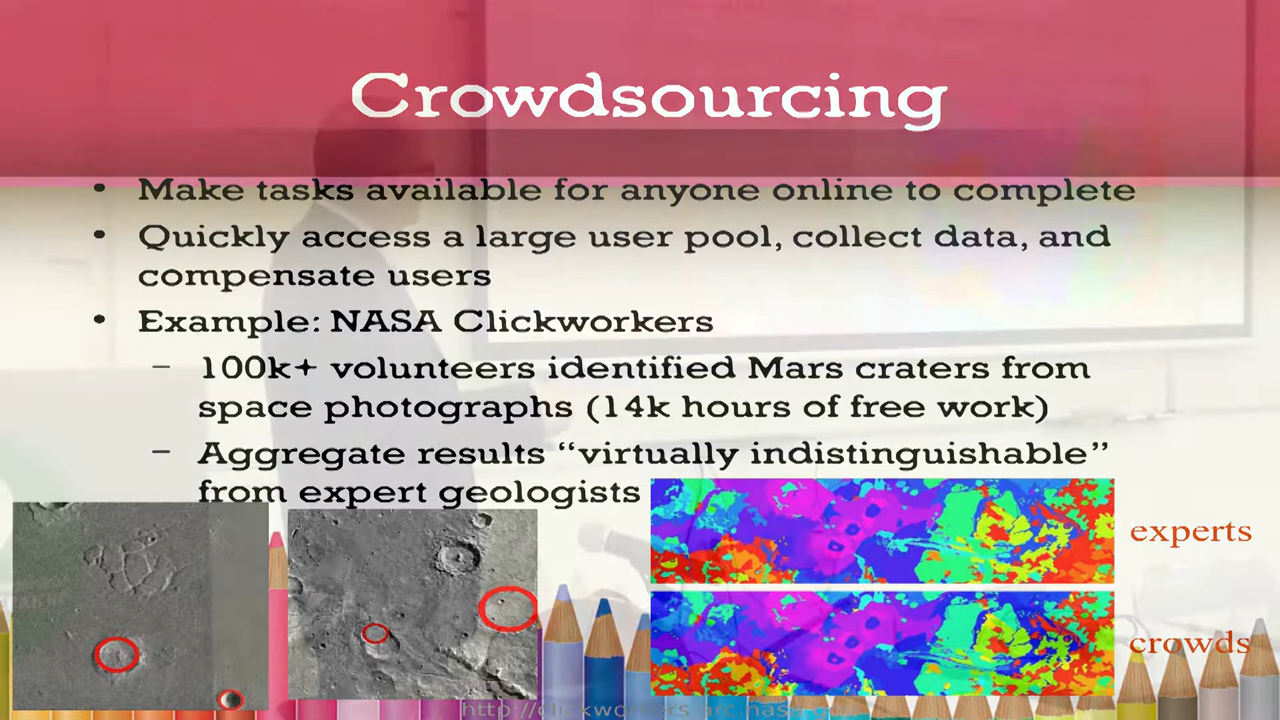 Crowdsourcing
• Make tasks available for anyone online to complete
• Quickly access a large user pool, collect data, and
compensate users
• Example: NASA Clickworkers
– 100k+ volunteers identified Mars craters from
space photographs (14k hours of free work)
– Aggregate results “virtually indistinguishable”
from expert geologists
experts
crowds